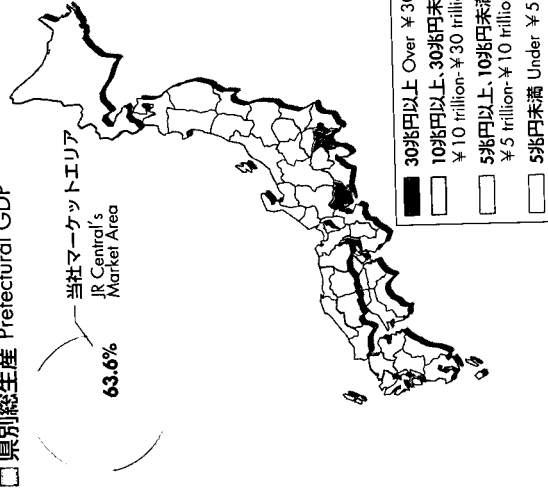 □ 県別総生産 Prefectural GDP
当社マーケットエリア
JR Central's
Market Area
63.6%
30兆円以上 Over ¥30
10兆円以上、30兆円未
¥10 trillion-¥30 trillion
5兆円以上、10兆円未満
¥5 trillion-¥10 trillio
5兆円未満 Under ¥5